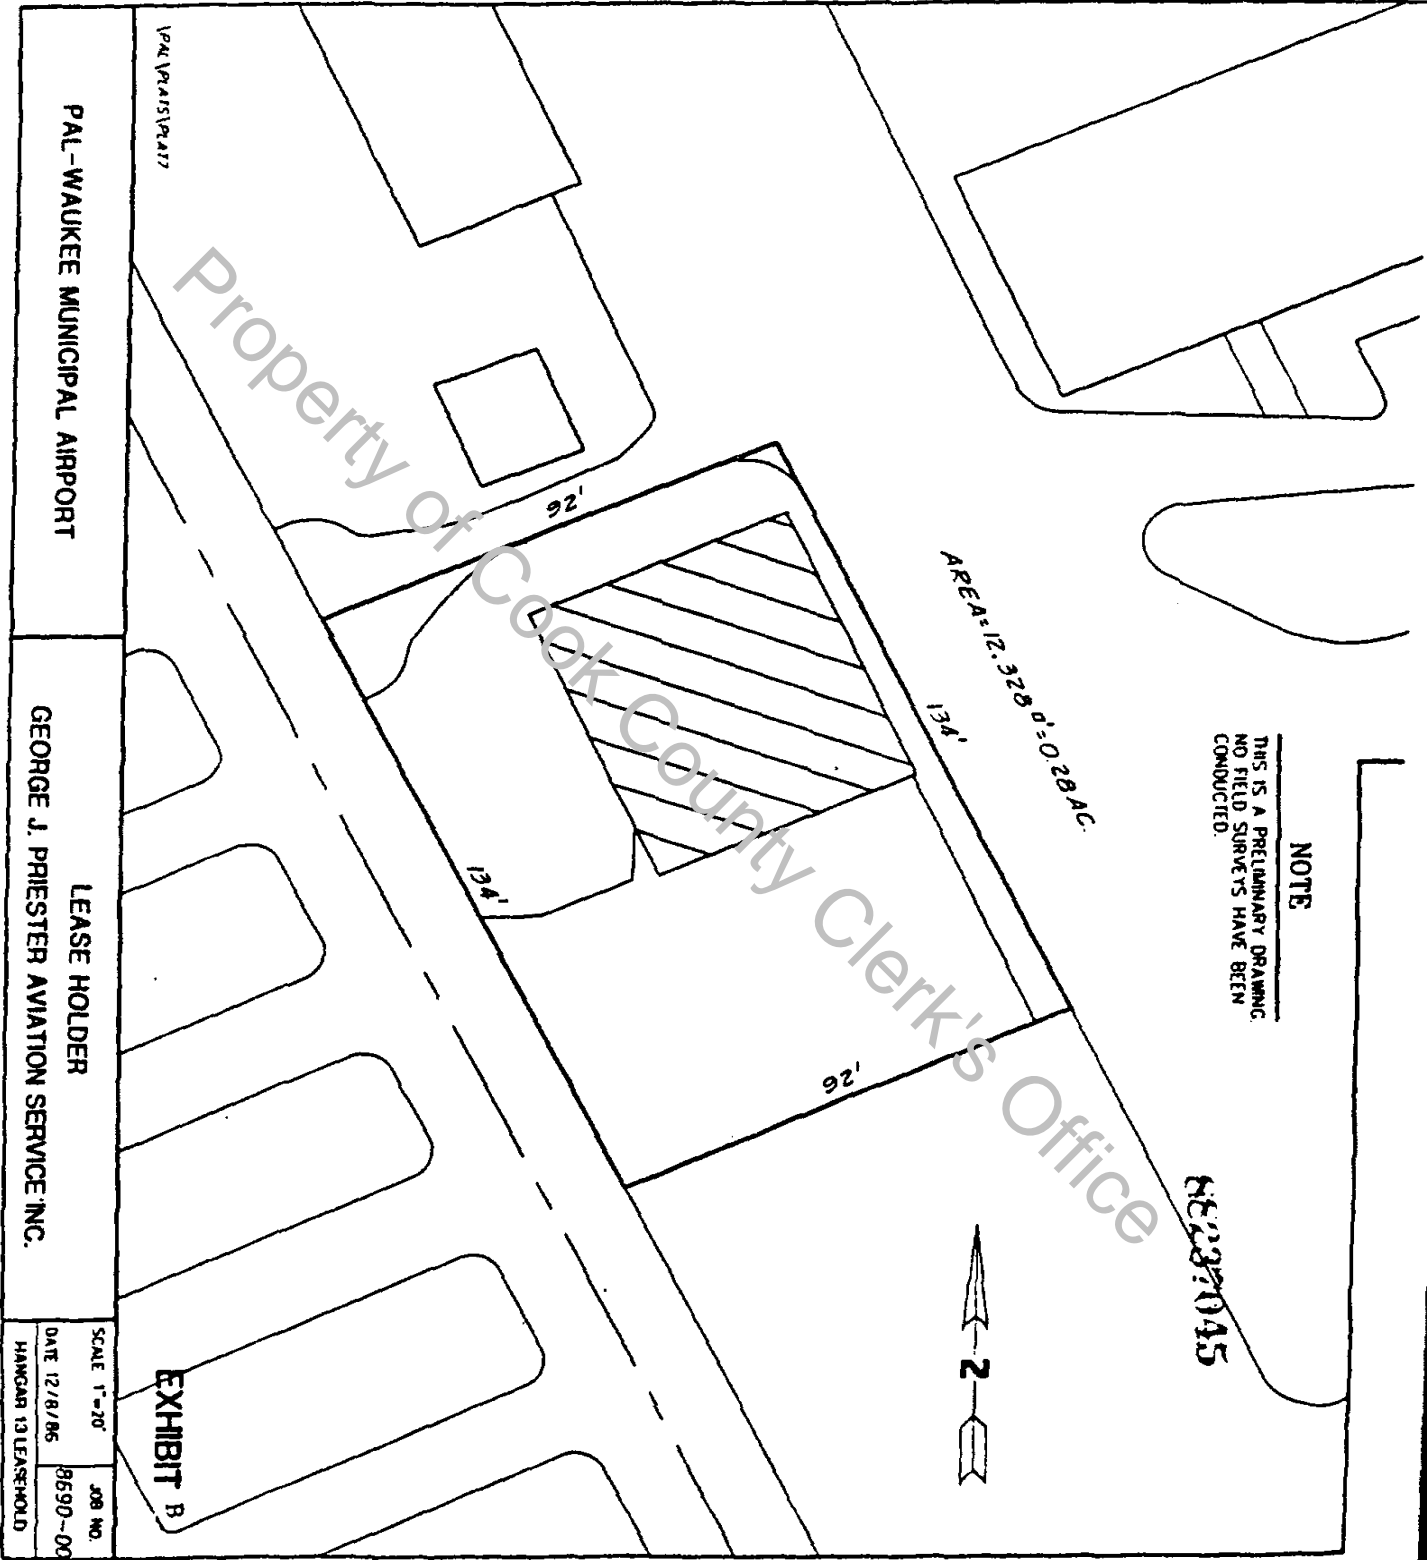 \PAL\PLATS\PLAT7
92'
AREA=12,328 □'=0.28 AC.
134'
134'
92'
NOTE
THIS IS A PRELIMINARY DRAWING.
NO FIELD SURVEYS HAVE BEEN
CONDUCTED.
N
EXHIBIT B
PAL-WAUKEE MUNICIPAL AIRPORT
LEASE HOLDER
GEORGE J. PRIESTER AVIATION SERVICE INC.
SCALE 1"=20'
JOB NO.
DATE 12/8/86
8690-00
HANGAR 13 LEASEHOLD
Property of Cook County Clerk's Office